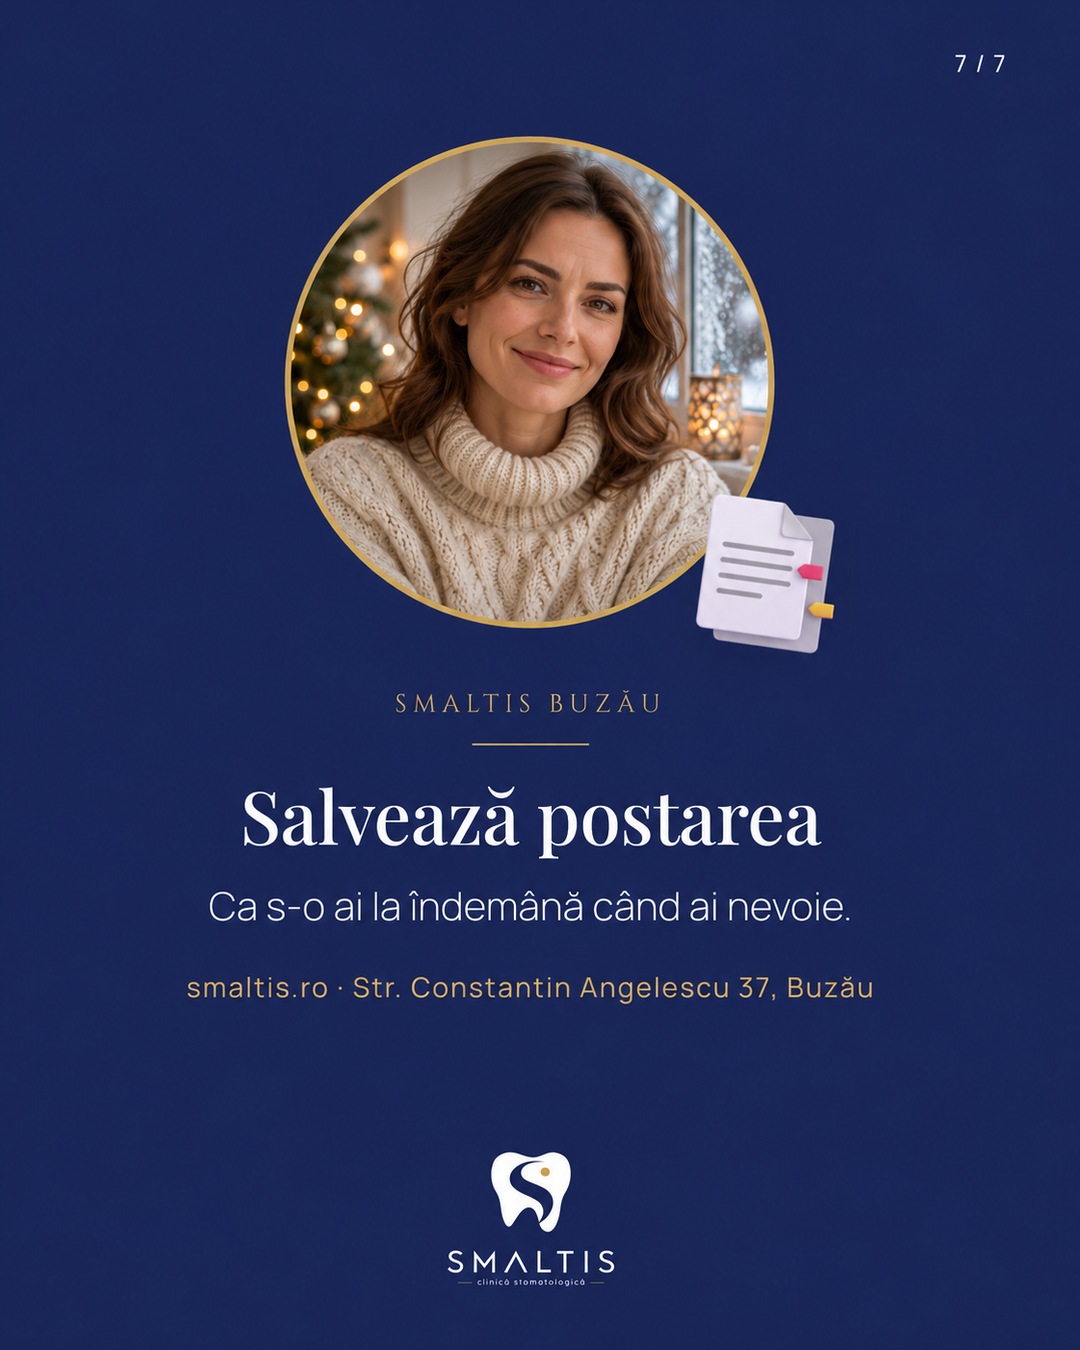 7 / 7
SMALTIS BUZĂU
Salvează postarea
Ca s-o ai la îndemână când ai nevoie.
smaltis.ro · Str. Constantin Angelescu 37, Buzău
SMALTIS
clinică stomatologică